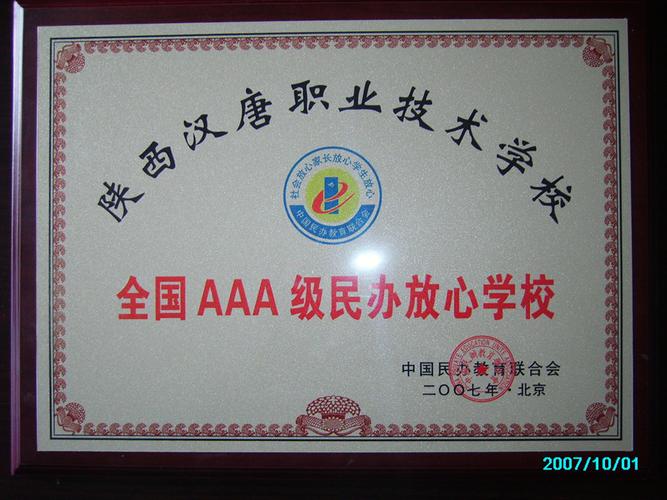 陕西汉唐职业技术学校
社会放心家长放心学生放心
中国民办教育联合会
全国AAA级民办放心学校
中国民办教育联合会
二〇〇七年·北京
2007/10/01